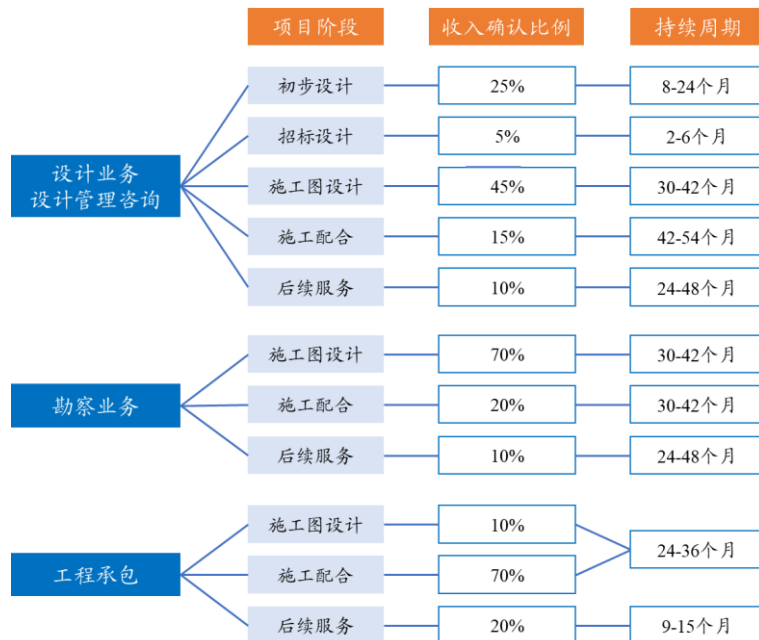 项目阶段 收入确认比例 持续周期
初步设计 25% 8-24个月
招标设计 5% 2-6个月
设计业务
设计管理咨询
施工图设计 45% 30-42个月
施工配合 15% 42-54个月
后续服务 10% 24-48个月
施工图设计 70% 30-42个月
勘察业务 施工配合 20% 30-42个月
后续服务 10% 24-48个月
施工图设计 10%
24-36个月
工程承包 施工配合 70%
后续服务 20% 9-15个月